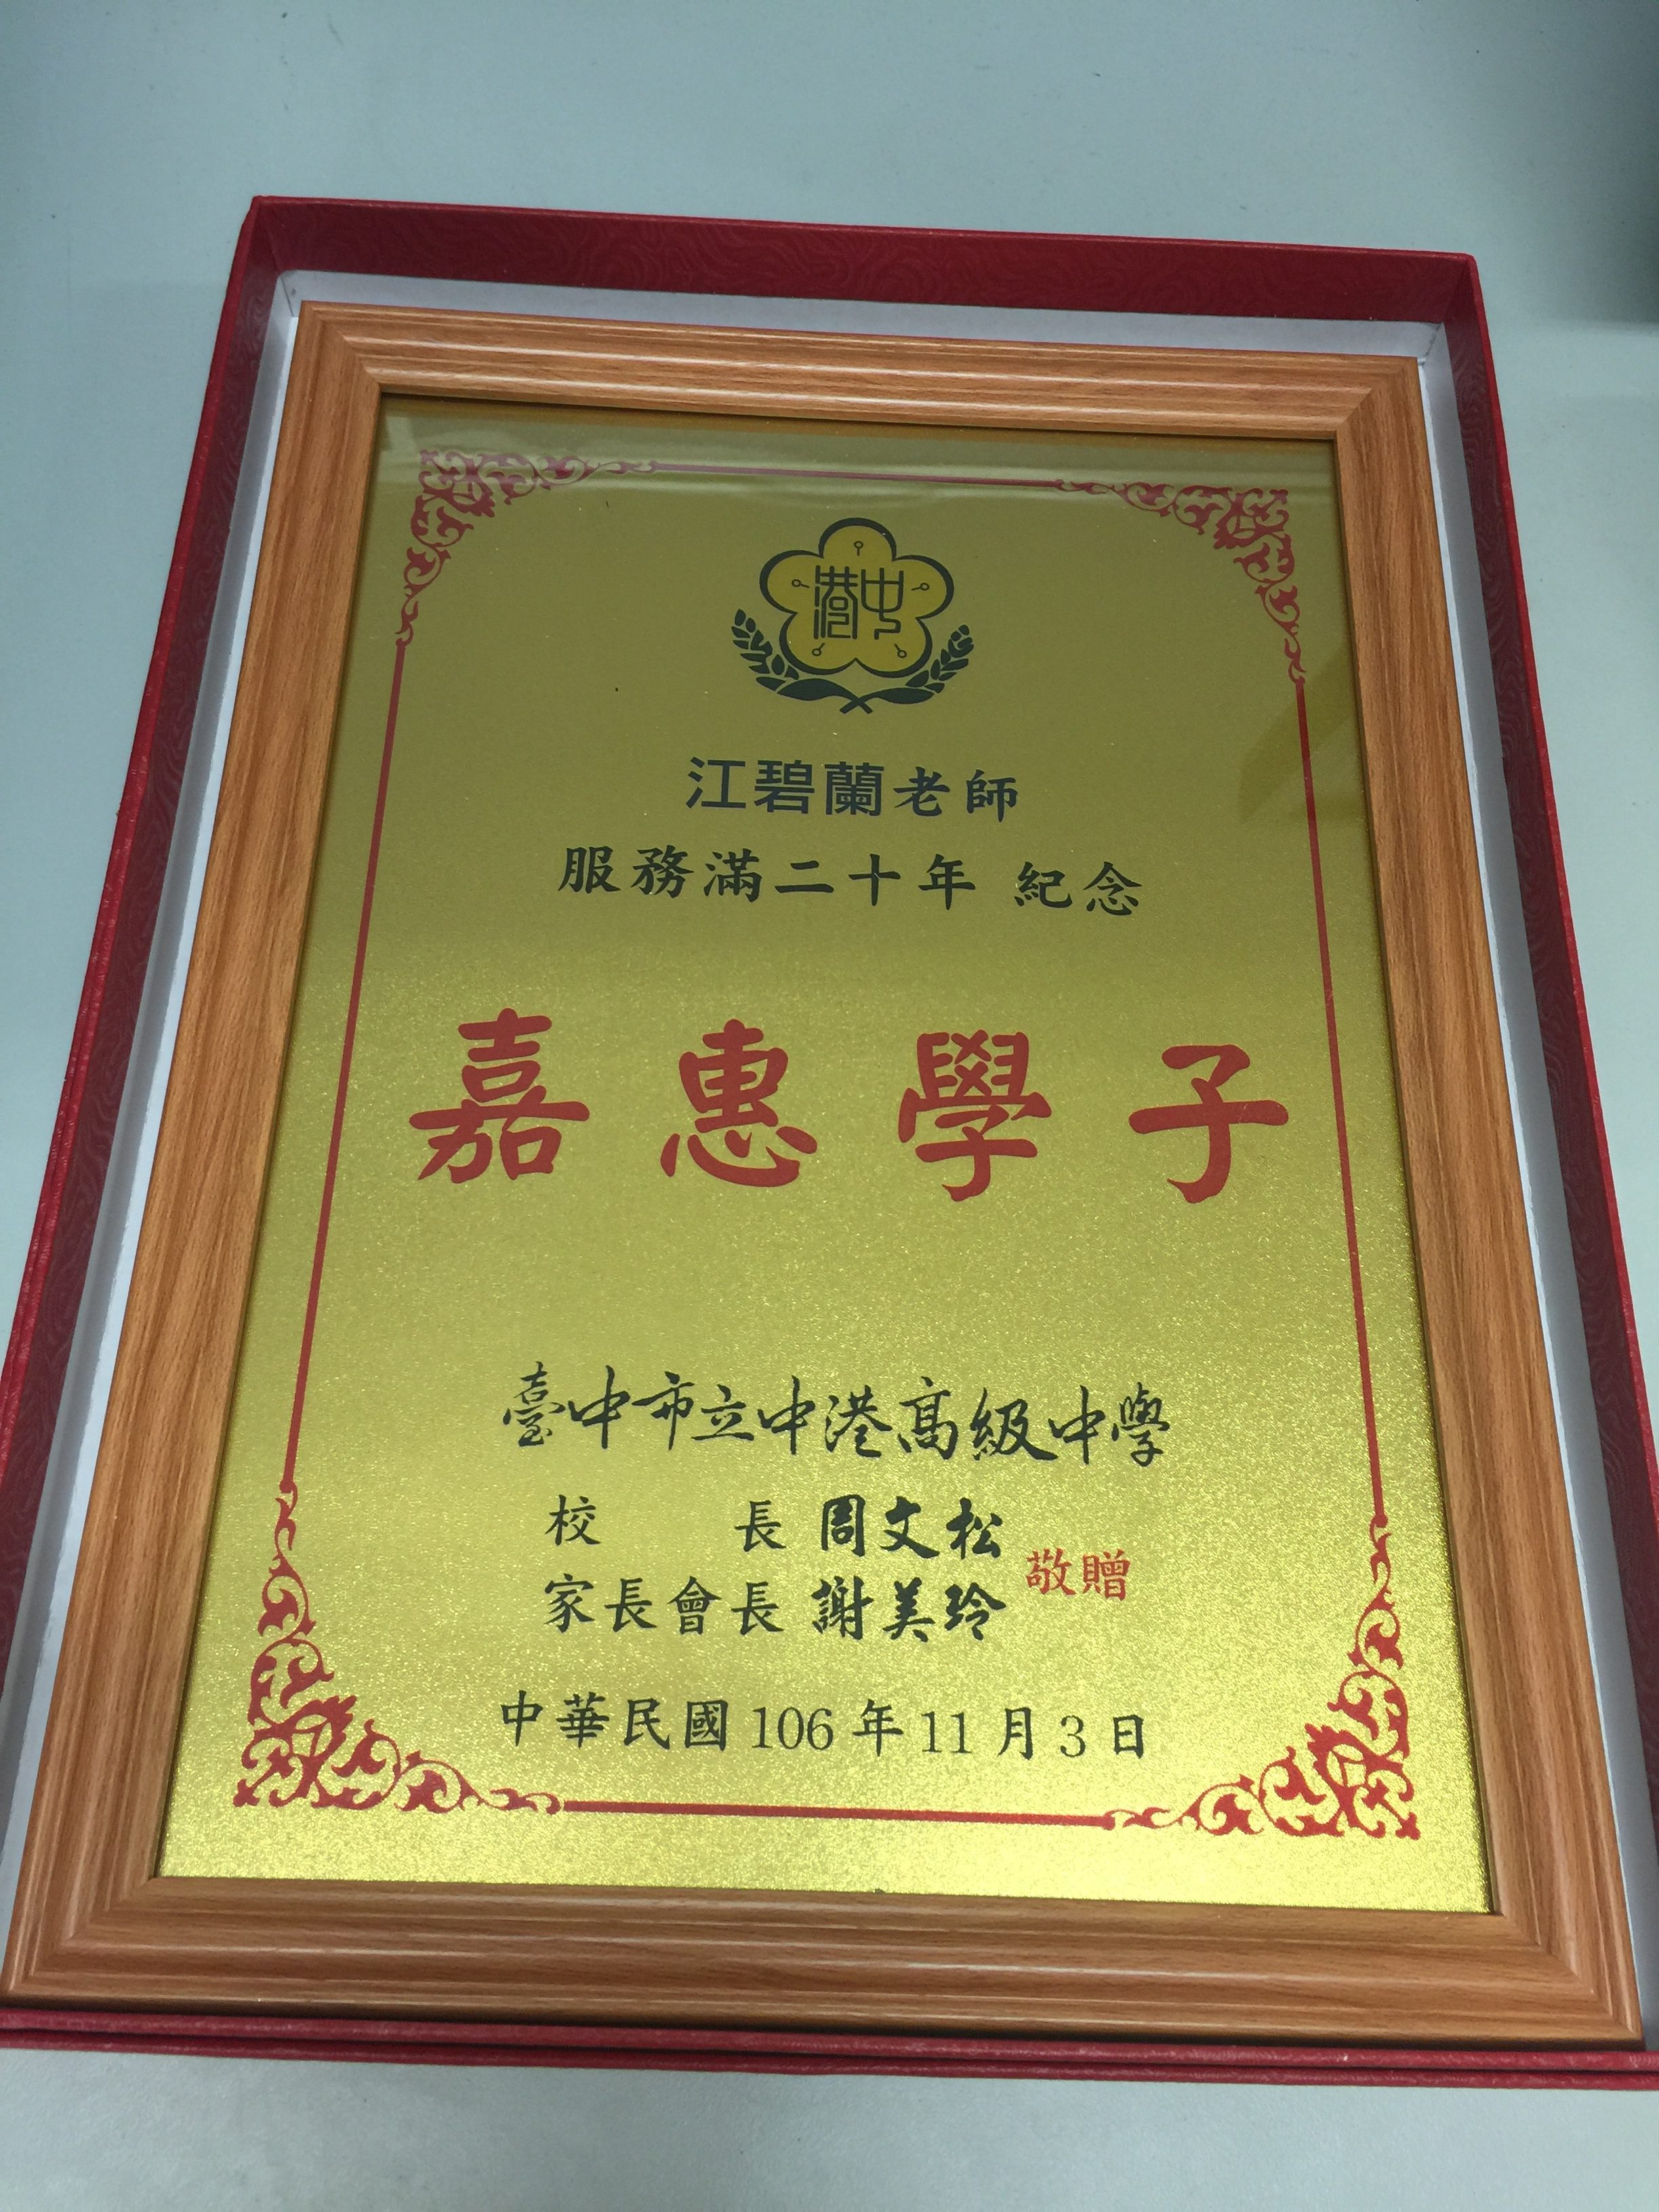 中港
江碧蘭老師
服務滿二十年 紀念
嘉惠學子
臺中市立中港高級中學
校 長 周文松
家長會長 謝美玲
敬贈
中華民國106年11月3日